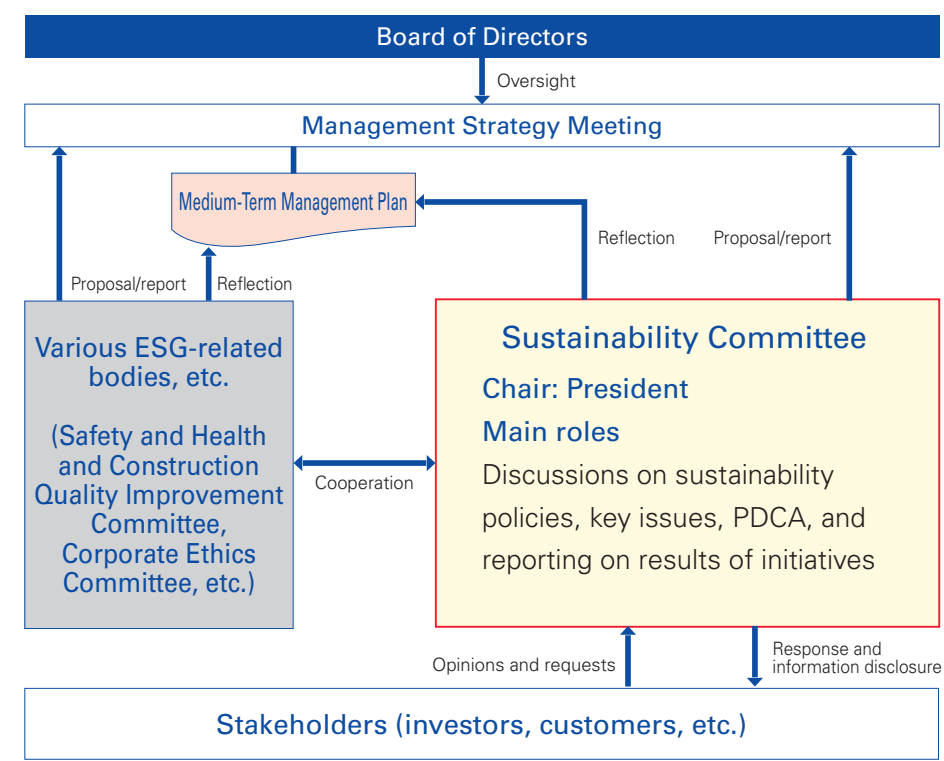 Board of Directors
Oversight
Management Strategy Meeting
Medium-Term Management Plan
Reflection
Proposal/report
Proposal/report
Reflection
Various ESG-related
bodies, etc.
(Safety and Health
and Construction
Quality Improvement
Committee,
Corporate Ethics
Committee, etc.)
Cooperation
Sustainability Committee
Chair: President
Main roles
Discussions on sustainability
policies, key issues, PDCA, and
reporting on results of initiatives
Opinions and requests
Response and
information disclosure
Stakeholders (investors, customers, etc.)